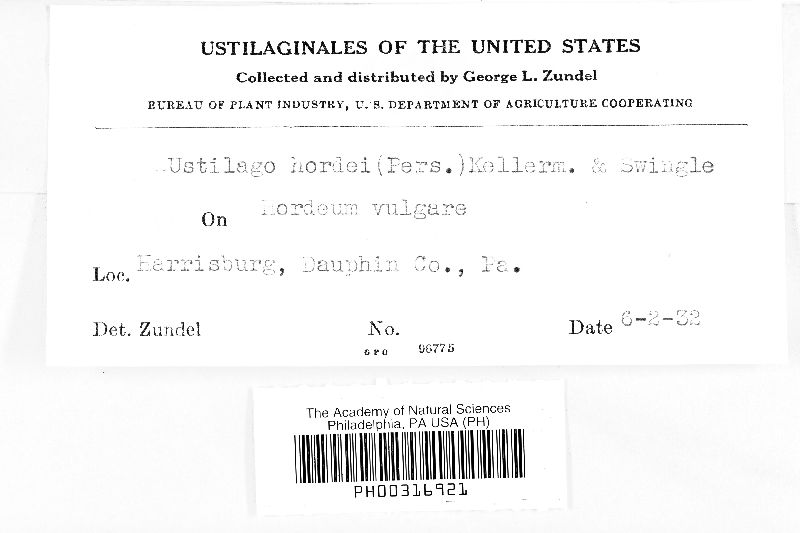 USTILAGINALES OF THE UNITED STATES
Collected and distributed by George L. Zundel
BUREAU OF PLANT INDUSTRY, U. S. DEPARTMENT OF AGRICULTURE COOPERATING
Ustilago hordei (Pers.) Kellerm. & Swingle
On Hordeum vulgare
Loc. Harrisburg, Dauphin Co., Pa.
Det. Zundel No. Date 6-2-32
GPO 96775
The Academy of Natural Sciences
Philadelphia, PA USA (PH)
PH00316921